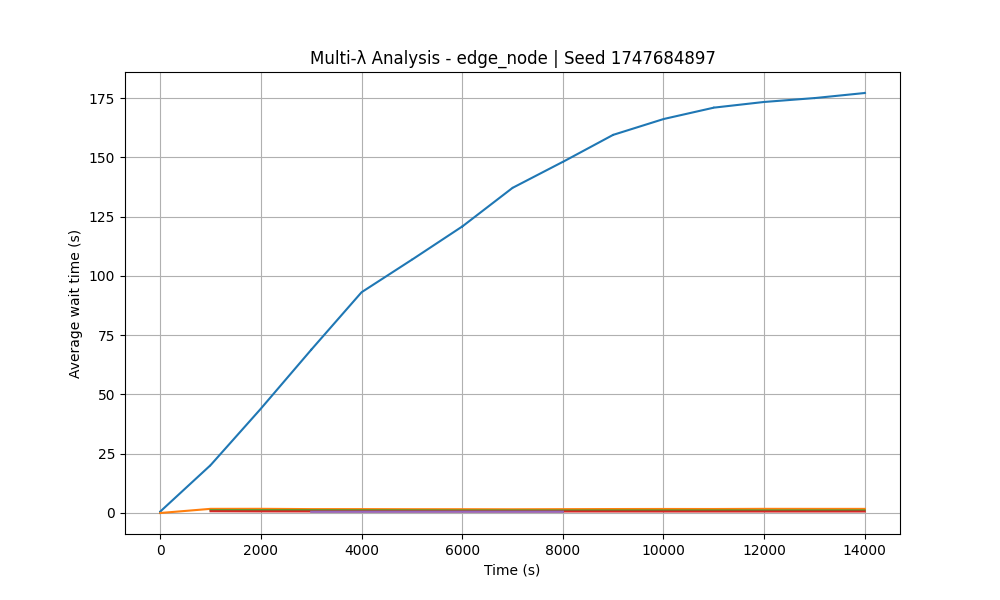 Multi-λ Analysis - edge_node | Seed 1747684897
175
150
125
100
75
50
25
0
Average wait time (s)
0 2000 4000 6000 8000 10000 12000 14000
Time (s)